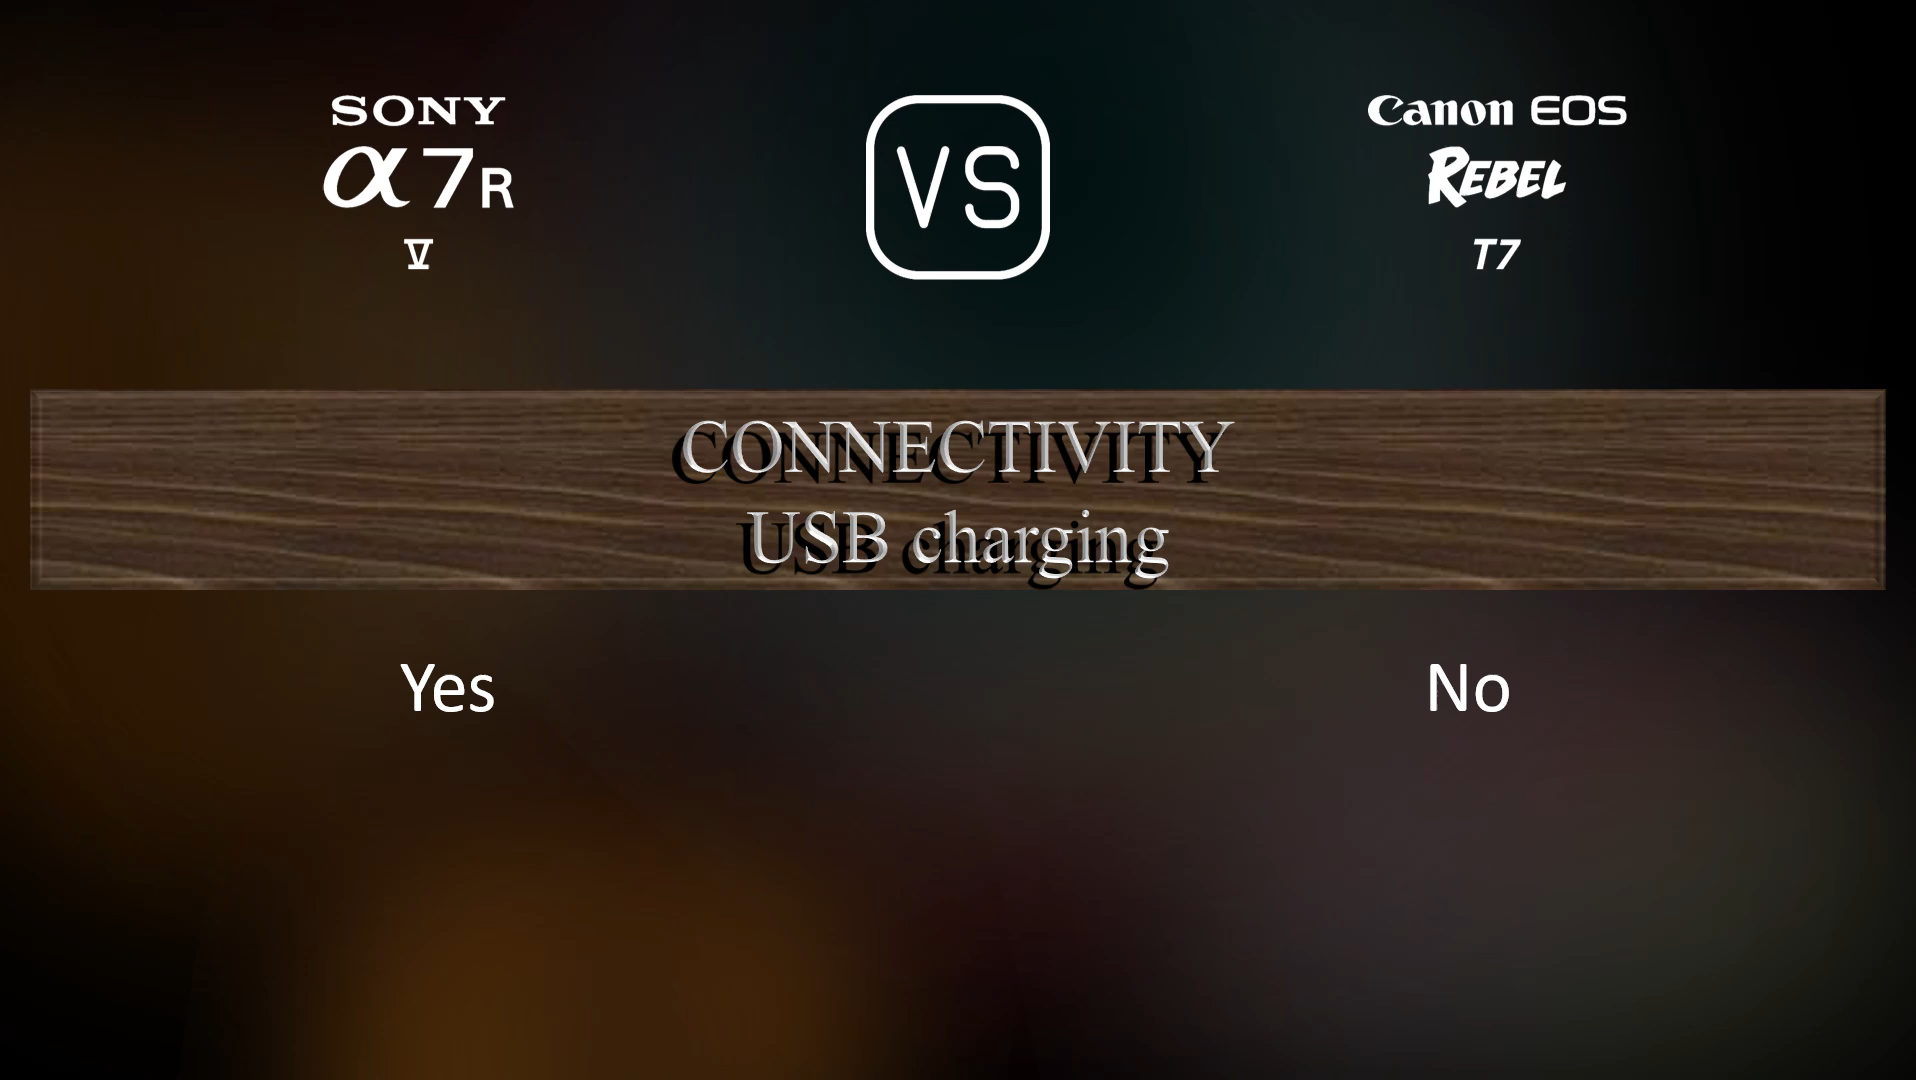 SONY
α7R
V
VS
Canon EOS
REBEL
T7
CONNECTIVITY
USB charging
Yes
No